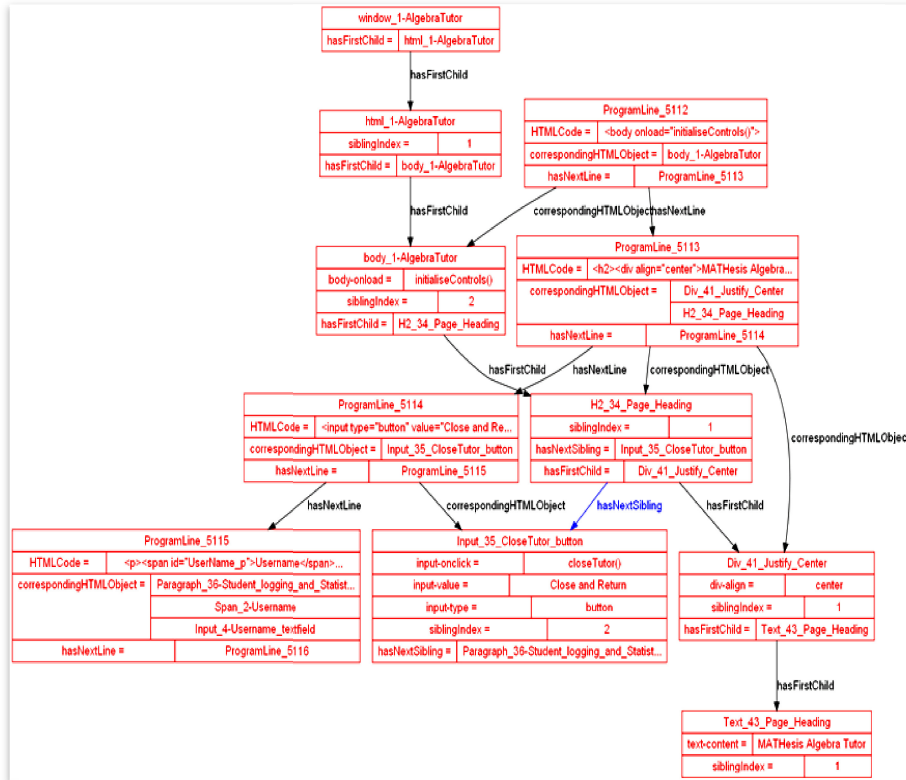 window_1-AlgebraTutor
hasFirstChild = html_1-AlgebraTutor
hasFirstChild
html_1-AlgebraTutor
siblingIndex = 1
hasFirstChild = body_1-AlgebraTutor
ProgramLine_5112
HTMLCode = <body onload="initialiseControls()">
correspondingHTMLObject = body_1-AlgebraTutor
hasNextLine = ProgramLine_5113
hasFirstChild
correspondingHTMLObject
hasNextLine
body_1-AlgebraTutor
body-onload = initialiseControls()
siblingIndex = 2
hasFirstChild = H2_34_Page_Heading
ProgramLine_5113
HTMLCode = <h2><div align="center">MATHesis Algebra...
correspondingHTMLObject = Div_41_Justify_Center
H2_34_Page_Heading
hasNextLine = ProgramLine_5114
hasFirstChild
hasNextLine
correspondingHTMLObject
ProgramLine_5114
HTMLCode = <input type="button" value="Close and Re...
correspondingHTMLObject = Input_35_CloseTutor_button
hasNextLine = ProgramLine_5115
H2_34_Page_Heading
siblingIndex = 1
hasNextSibling = Input_35_CloseTutor_button
hasFirstChild = Div_41_Justify_Center
correspondingHTMLObject
hasNextLine
correspondingHTMLObject
hasNextSibling
hasFirstChild
ProgramLine_5115
HTMLCode = <p><span id="UserName_p">Username</span>...
correspondingHTMLObject = Paragraph_36-Student_logging_and_Statist...
Span_2-Username
Input_4-Username_textfield
hasNextLine = ProgramLine_5116
Input_35_CloseTutor_button
input-onclick = closeTutor()
input-value = Close and Return
input-type = button
siblingIndex = 2
hasNextSibling = Paragraph_36-Student_logging_and_Statist...
Div_41_Justify_Center
div-align = center
siblingIndex = 1
hasFirstChild = Text_43_Page_Heading
hasFirstChild
Text_43_Page_Heading
text-content = MATHesis Algebra Tutor
siblingIndex = 1